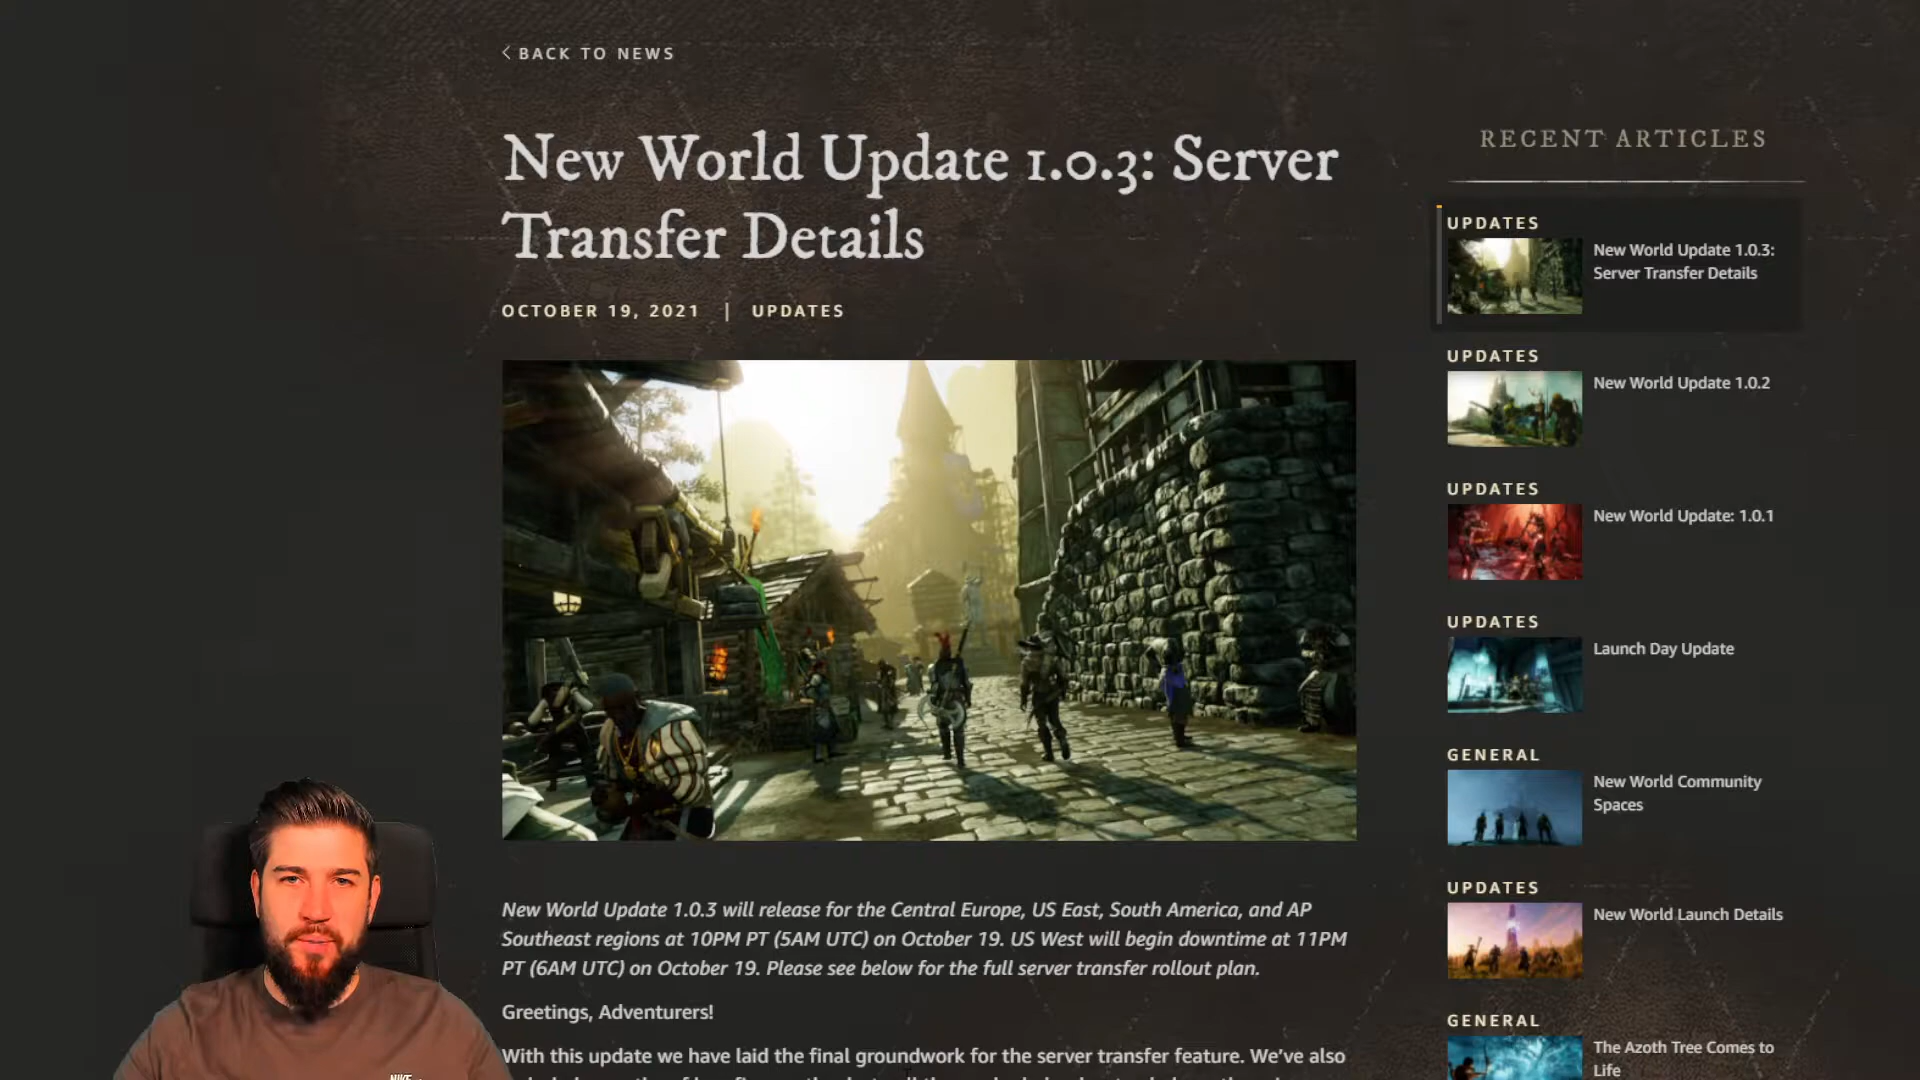 BACK TO NEWS
New World Update 1.0.3: Server
Transfer Details
OCTOBER 19, 2021 | UPDATES
New World Update 1.0.3 will release for the Central Europe, US East, South America, and AP
Southeast regions at 10PM PT (5AM UTC) on October 19. US West will begin downtime at 11PM
PT (6AM UTC) on October 19. Please see below for the full server transfer rollout plan.
Greetings, Adventurers!
With this update we have laid the final groundwork for the server transfer feature. We've also
RECENT ARTICLES
UPDATES
New World Update 1.0.3:
Server Transfer Details
UPDATES
New World Update 1.0.2
UPDATES
New World Update: 1.0.1
UPDATES
Launch Day Update
GENERAL
New World Community
Spaces
UPDATES
New World Launch Details
GENERAL
The Azoth Tree Comes to
Life
NIKE